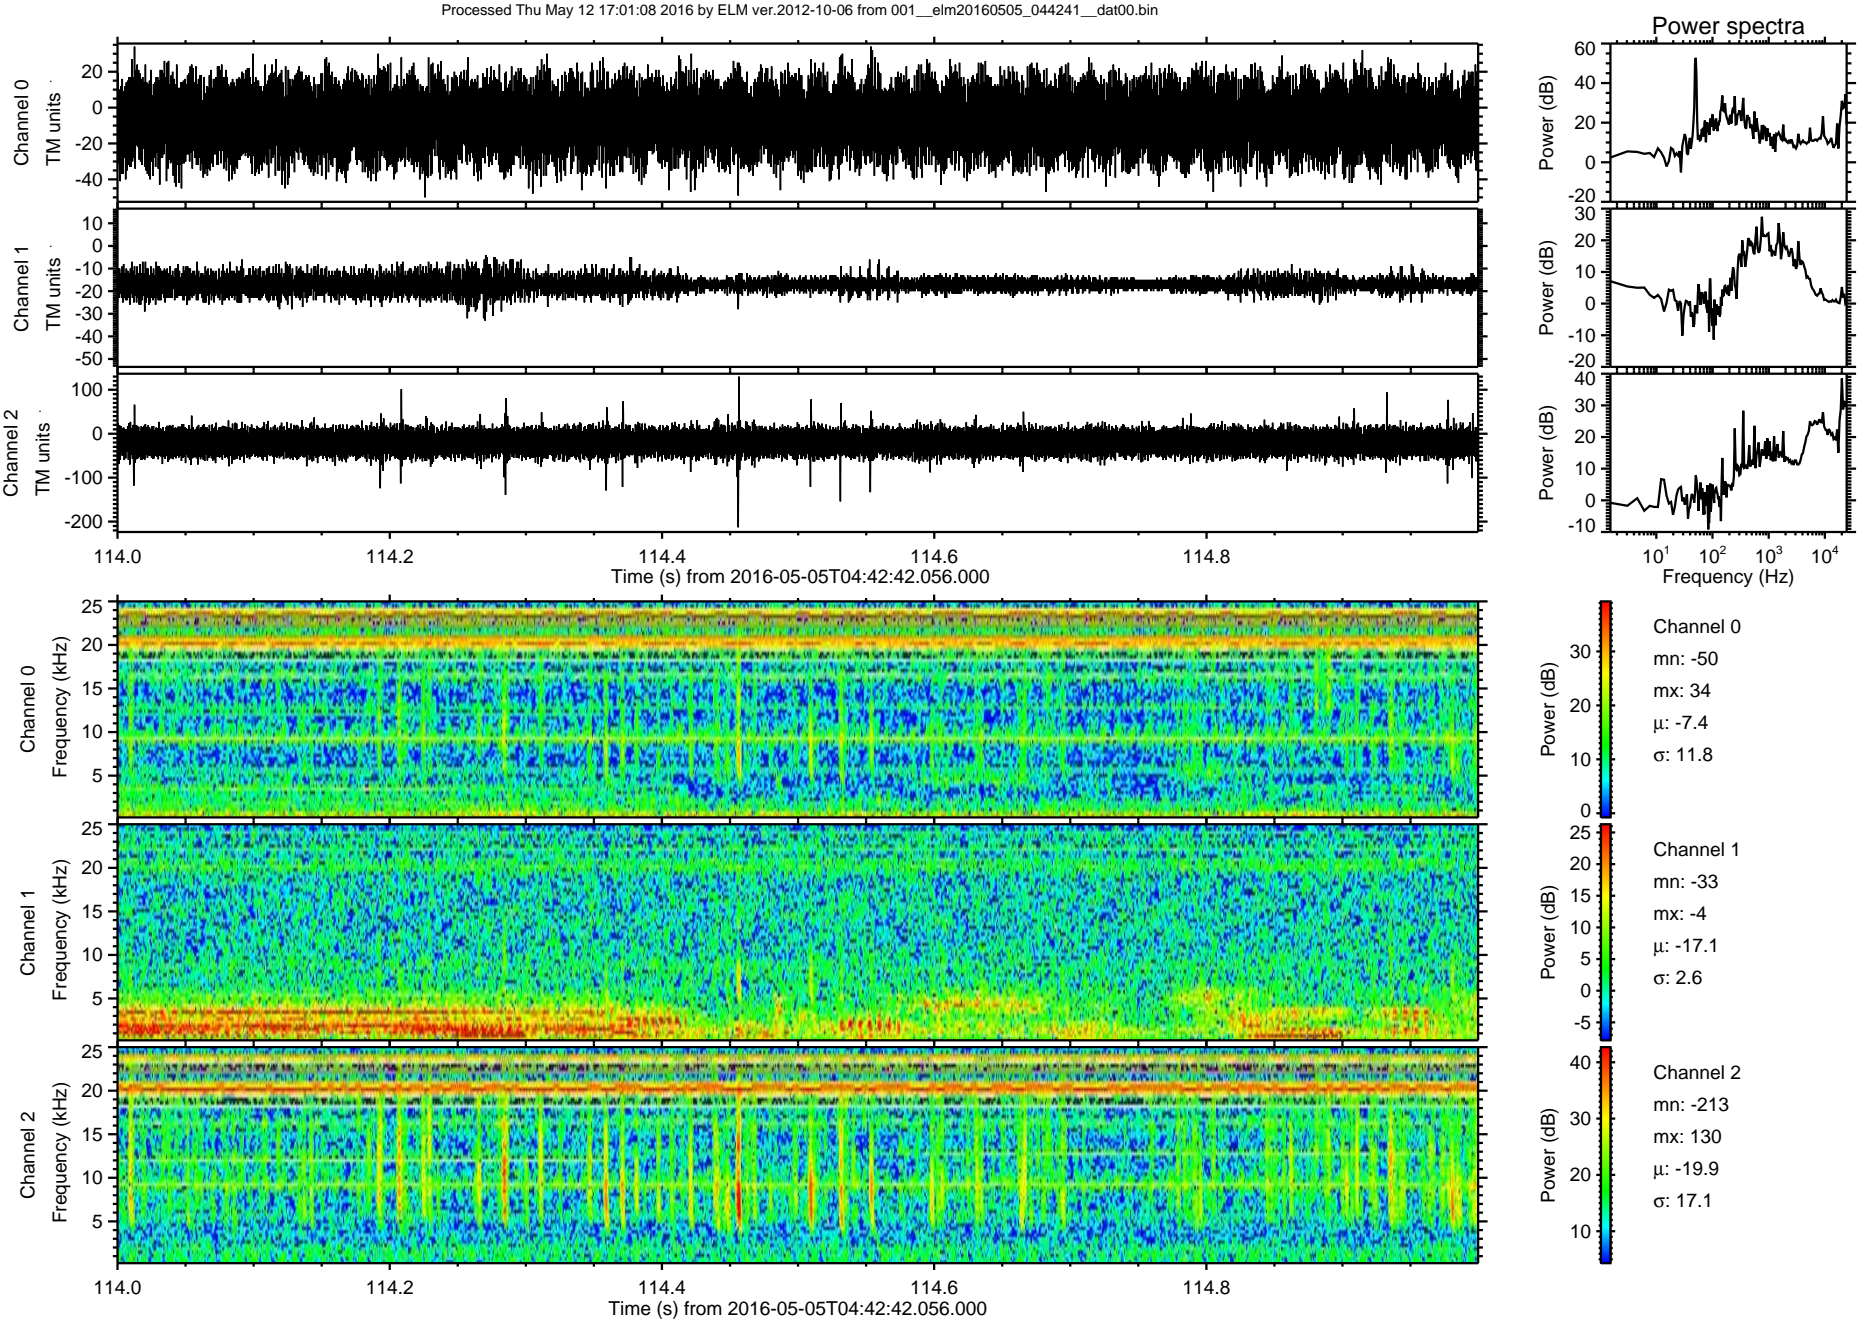 Processed Thu May 12 17:01:08 2016 by ELM ver.2012-10-06 from 001__elm20160505_044241__dat00.bin
Power spectra
Channel 0
TM units
20
0
-20
-40
Power (dB)
60
40
20
0
-20
Channel 1
TM units
10
0
-10
-20
-30
-40
-50
Power (dB)
30
20
10
0
-10
-20
Channel 2
TM units
100
0
-100
-200
Power (dB)
40
30
20
10
0
-10
114.0 114.2 114.4 114.6 114.8
Time (s) from 2016-05-05T04:42:42.056.000
10^1 10^2 10^3 10^4
Frequency (Hz)
Channel 0
Frequency (kHz)
25
20
15
10
5
Power (dB)
30
20
10
0
Channel 0
mn: -50
mx: 34
μ: -7.4
σ: 11.8
Channel 1
Frequency (kHz)
25
20
15
10
5
Power (dB)
25
20
15
10
5
0
-5
Channel 1
mn: -33
mx: -4
μ: -17.1
σ: 2.6
Channel 2
Frequency (kHz)
25
20
15
10
5
Power (dB)
40
30
20
10
Channel 2
mn: -213
mx: 130
μ: -19.9
σ: 17.1
114.0 114.2 114.4 114.6 114.8
Time (s) from 2016-05-05T04:42:42.056.000